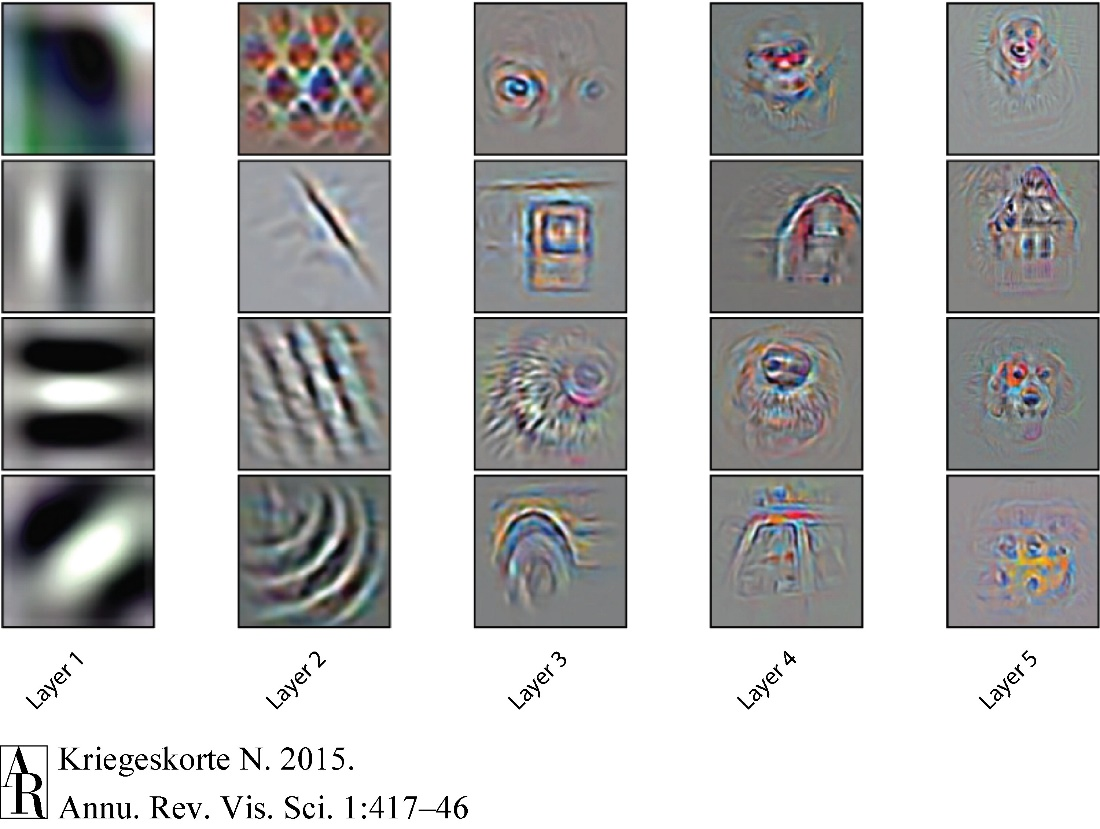 Layer 1
Layer 2
Layer 3
Layer 4
Layer 5
AR
Kriegeskorte N. 2015.
Annu. Rev. Vis. Sci. 1:417–46